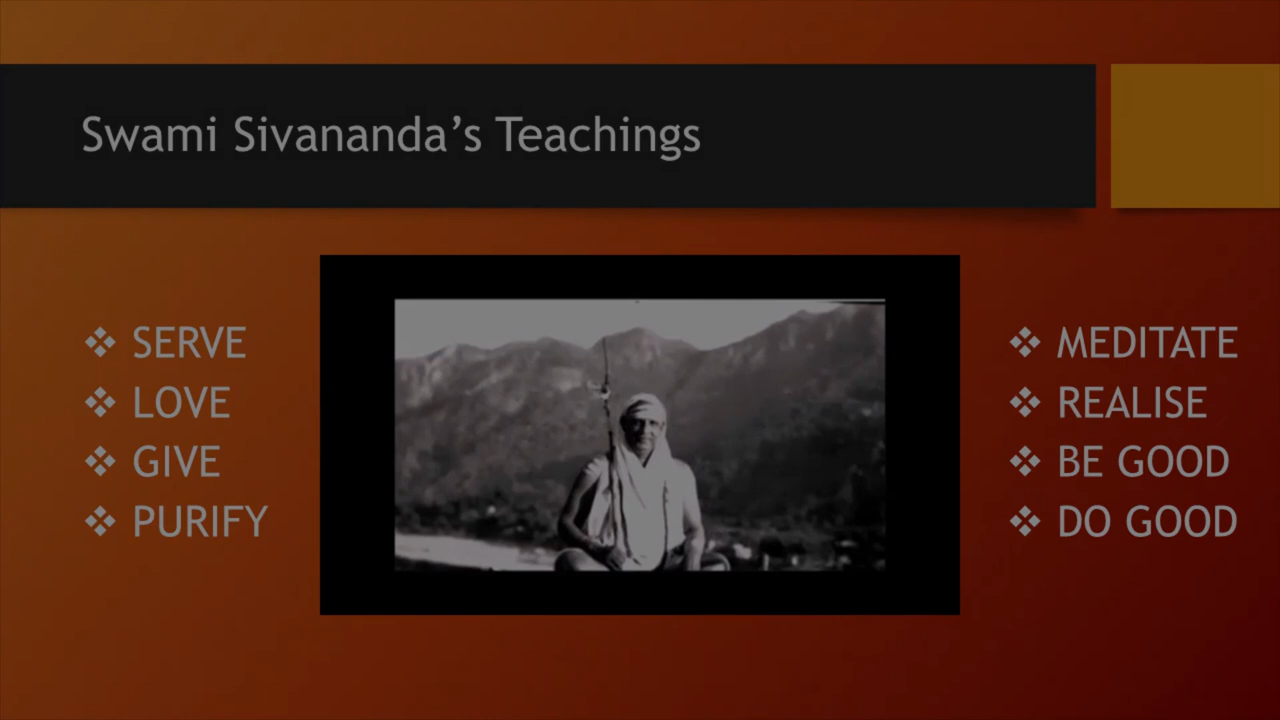 Swami Sivananda’s Teachings
SERVE
LOVE
GIVE
PURIFY
MEDITATE
REALISE
BE GOOD
DO GOOD